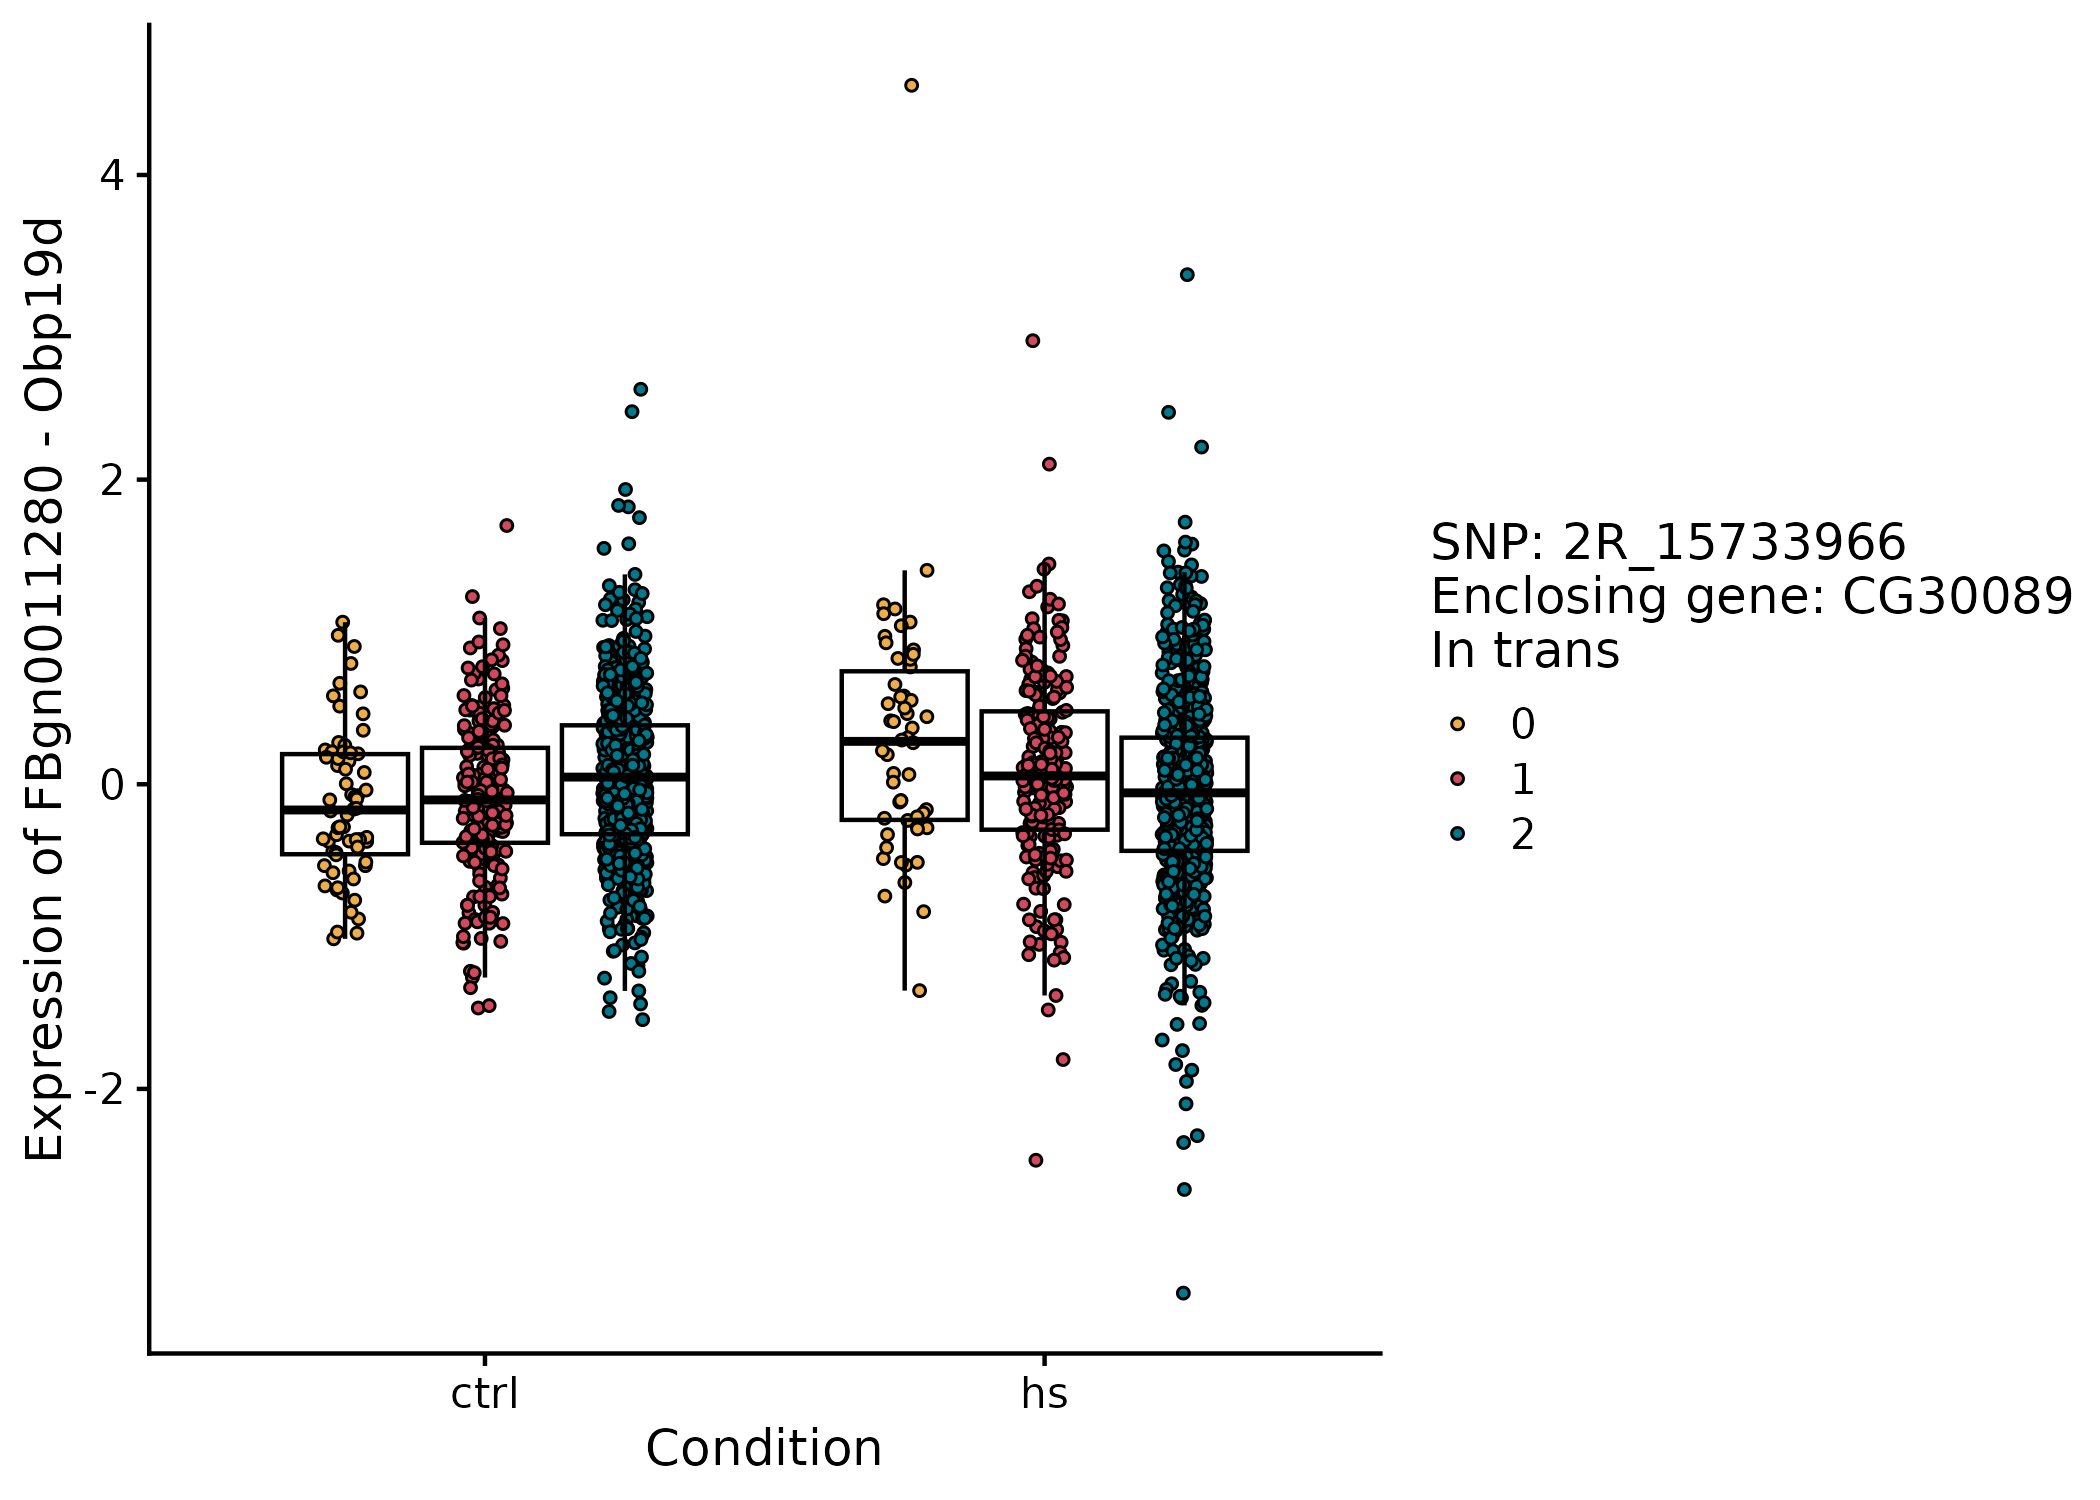 Expression of FBgn0011280 - Obp19d
4
2
0
-2
ctrl
hs
Condition
SNP: 2R_15733966
Enclosing gene: CG30089
In trans
0
1
2